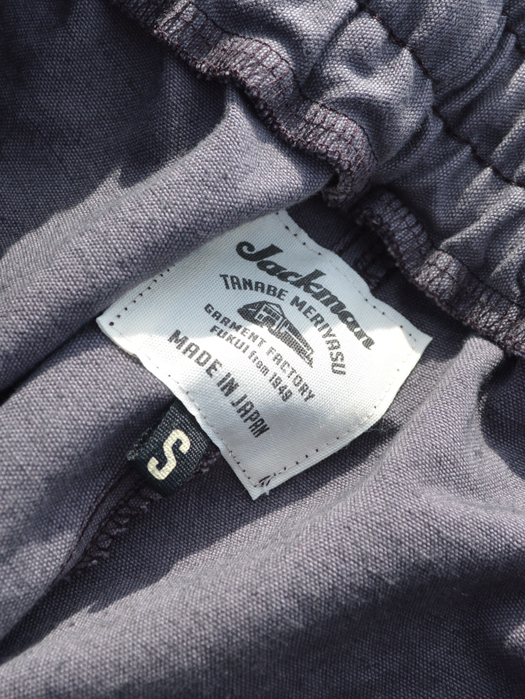 Jackman
TANABE MERIYASU
GARMENT FACTORY
FUKUI from 1949
MADE IN JAPAN
S